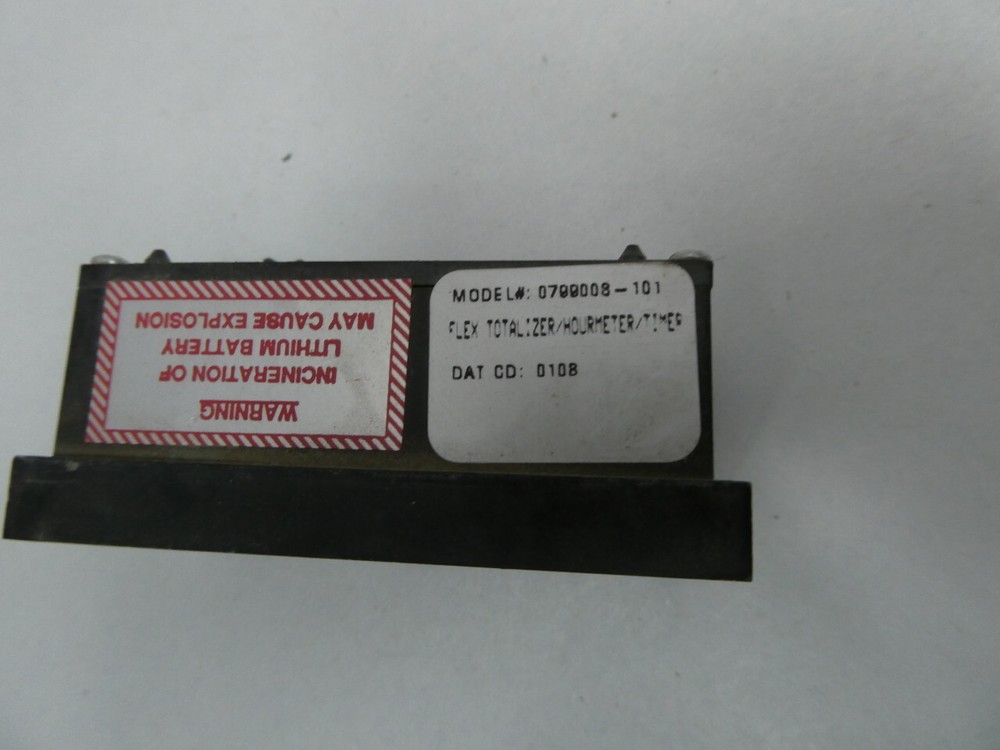 WARNING
INCINERATION OF
LITHIUM BATTERY
MAY CAUSE EXPLOSION
MODEL#: 0799008-101
FLEX TOTALIZER/HOURMETER/TIMER
DAT CD: 0108